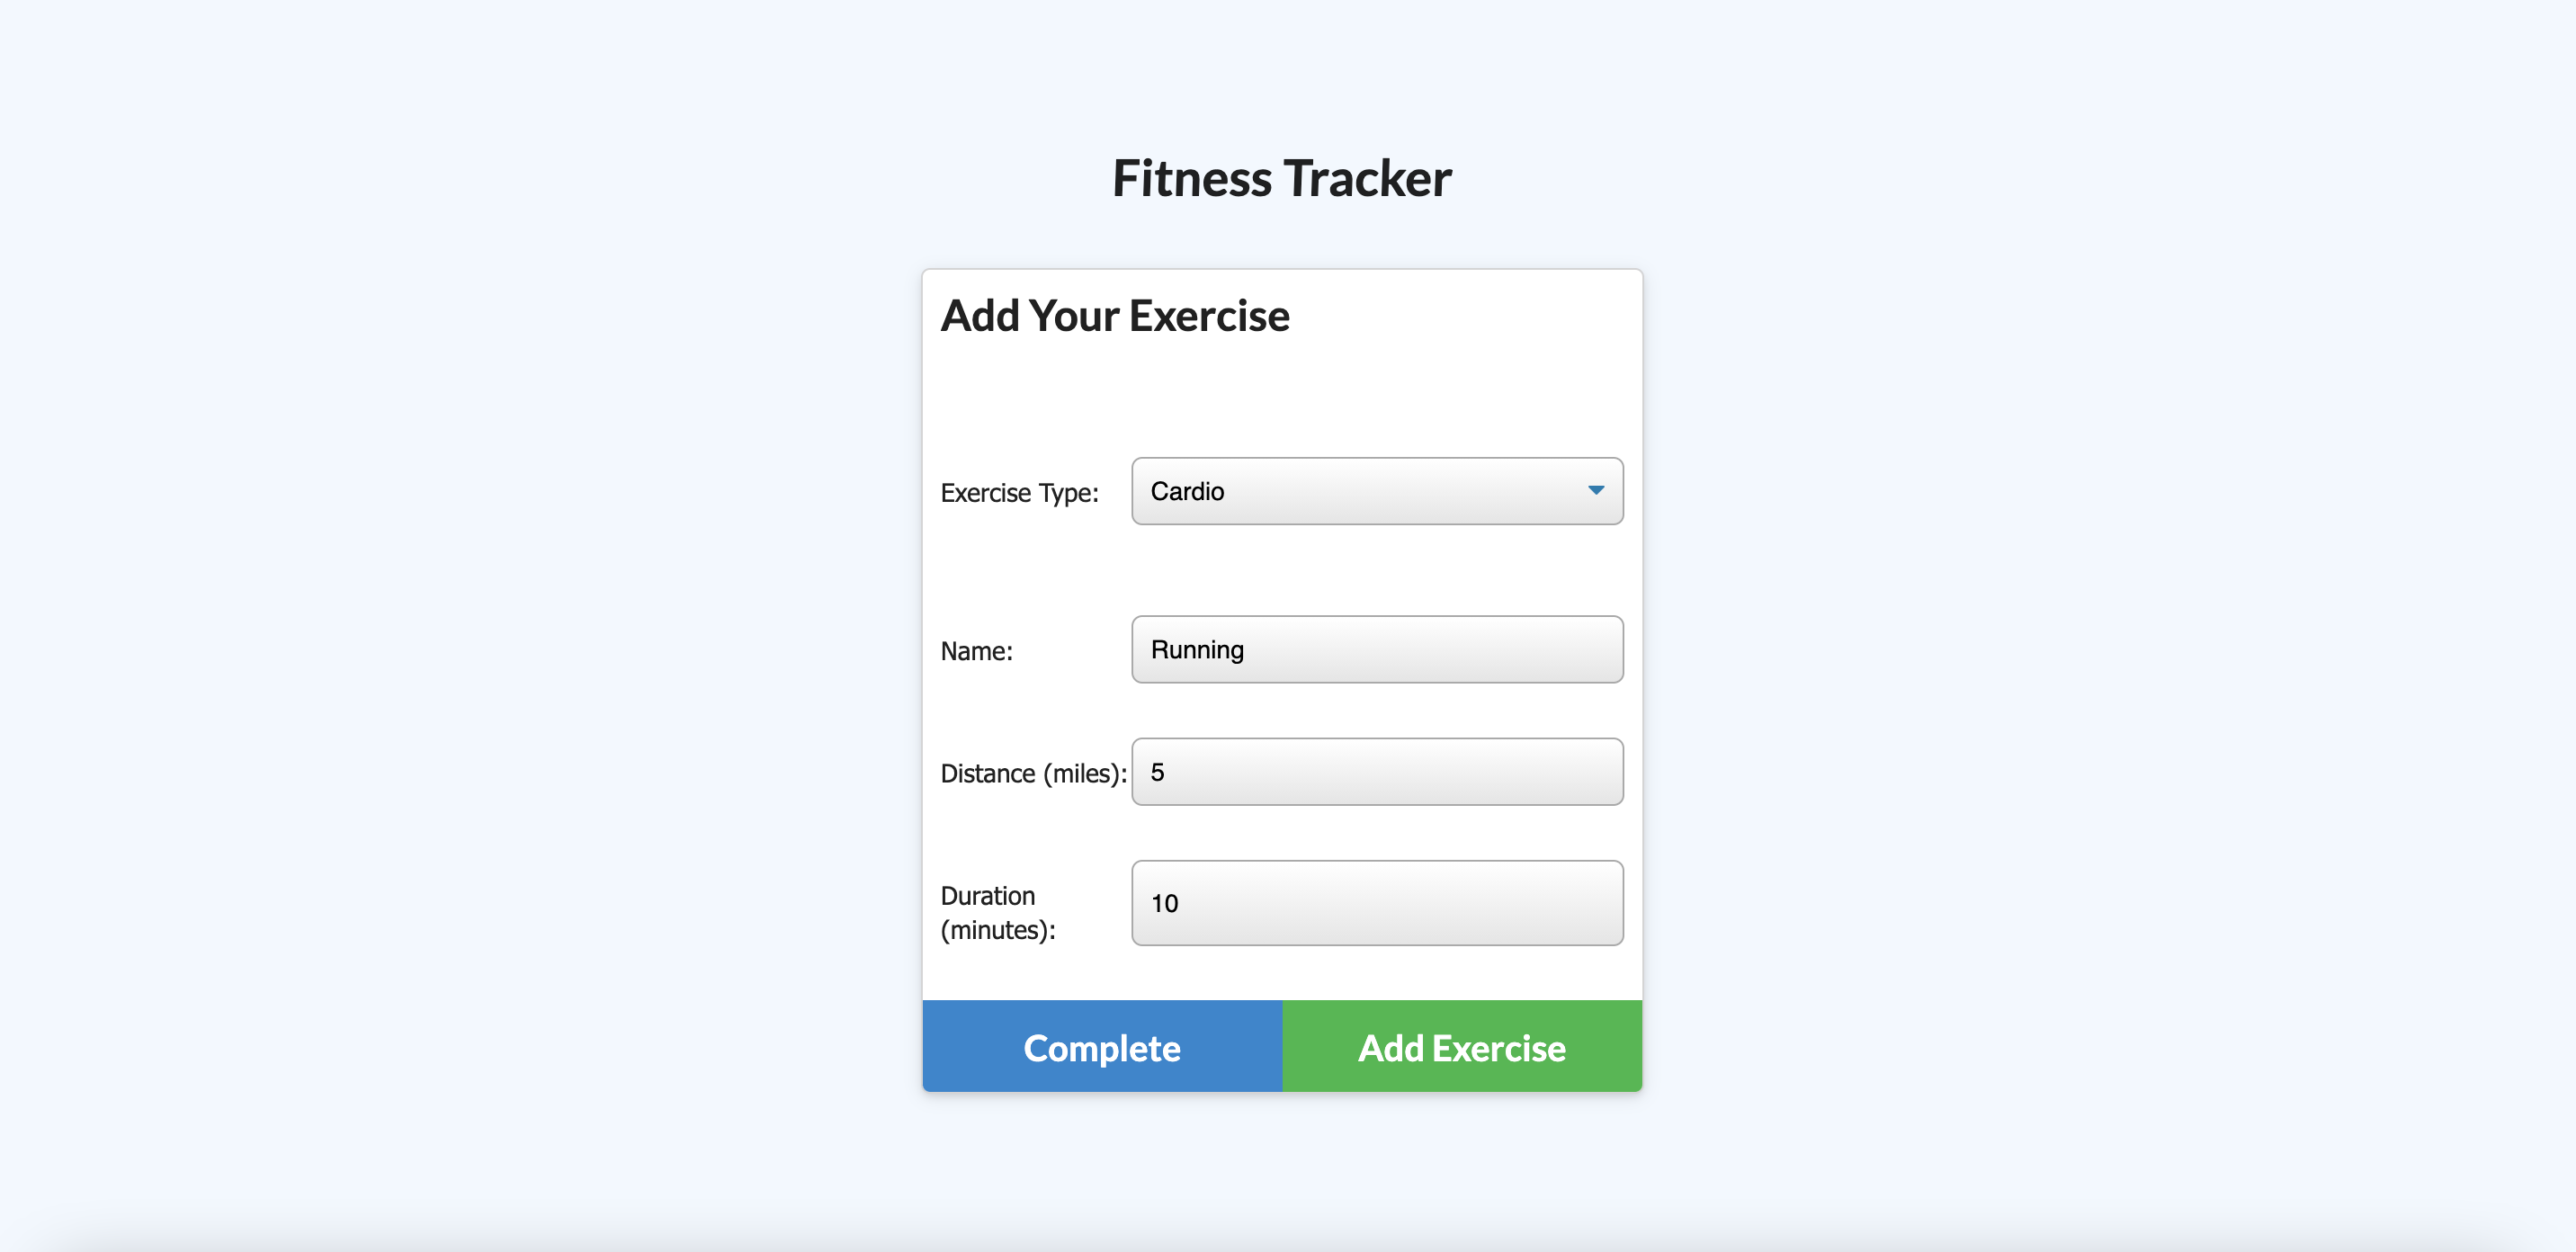 Fitness Tracker
Add Your Exercise
Exercise Type: Cardio
Name: Running
Distance (miles): 5
Duration
(minutes): 10
Complete Add Exercise